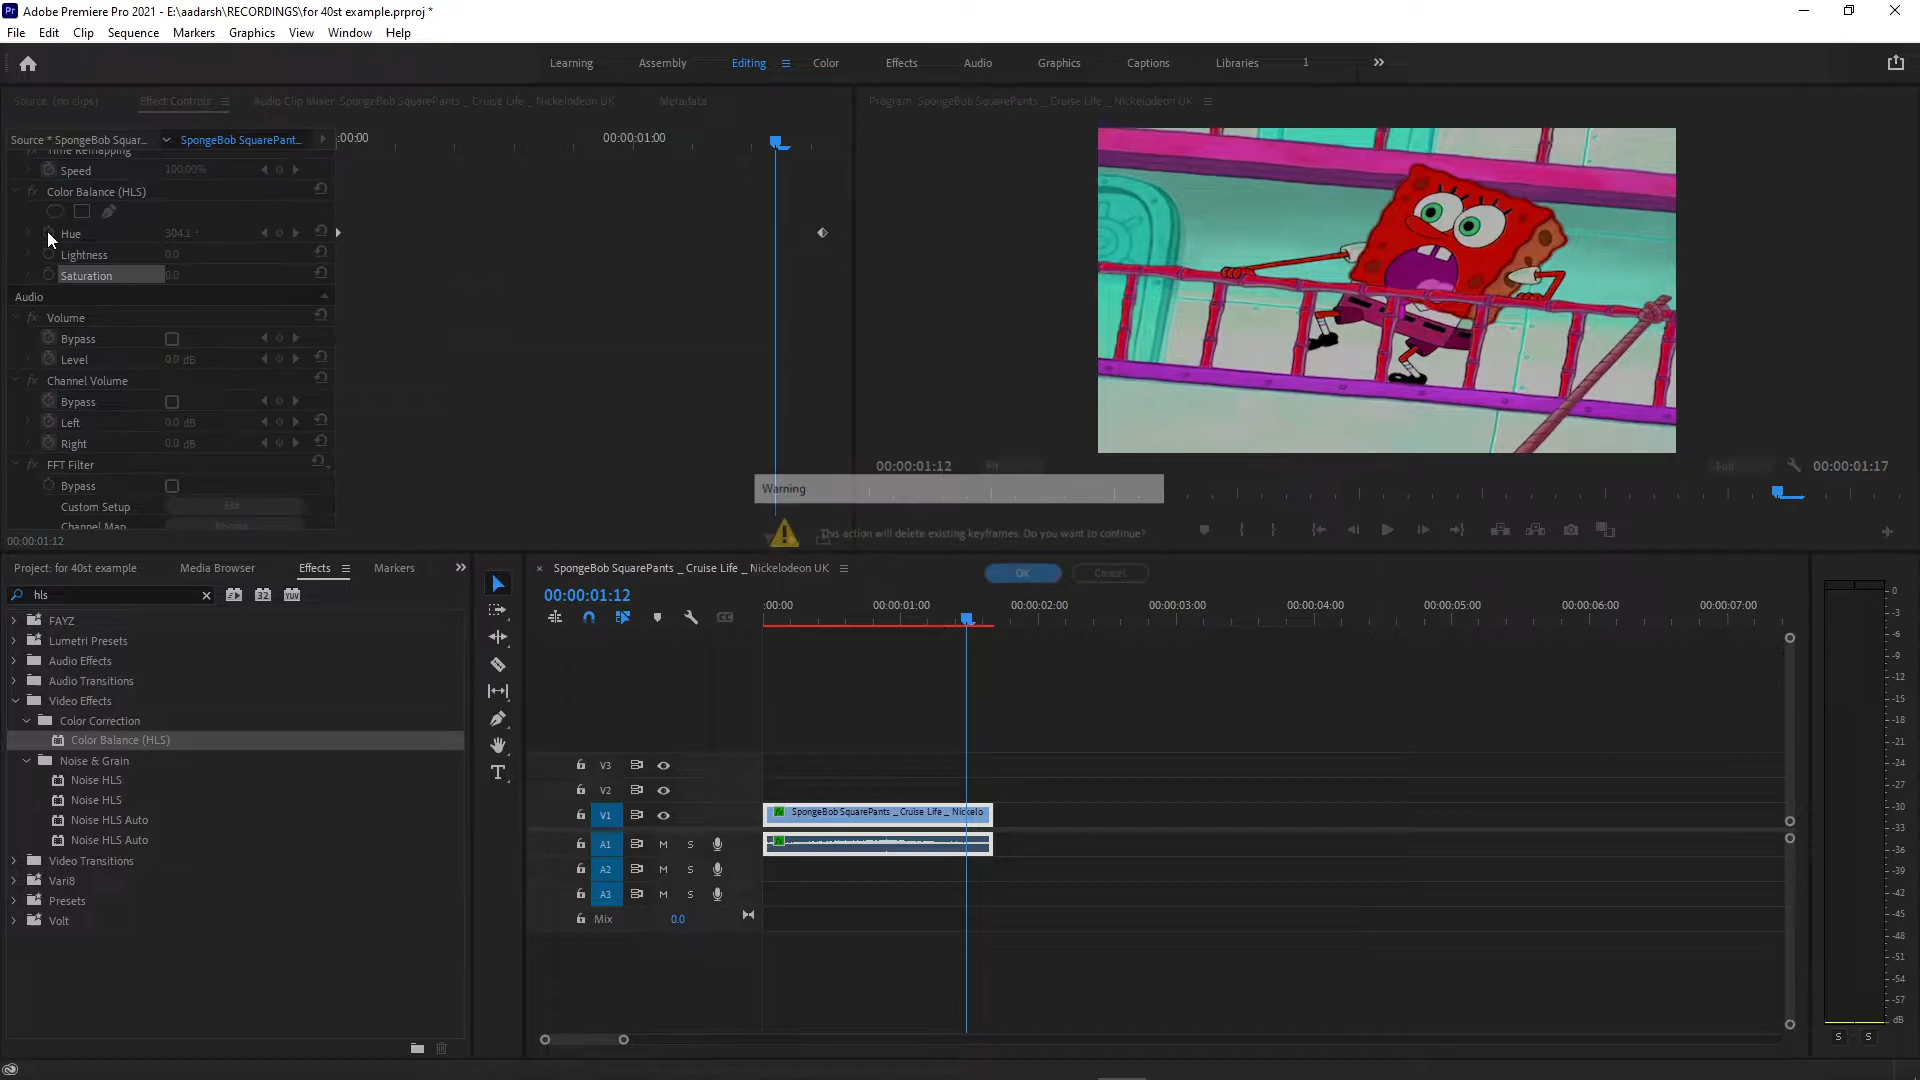 Pr Adobe Premiere Pro 2021 - E:\aadarsh\RECORDINGS\for 40st example.prproj *
File Edit Clip Sequence Markers Graphics View Window Help
Learning Assembly Editing Color Effects Audio Graphics Captions Libraries 1
Source: (no clips) Effect Controls Audio Clip Mixer: SpongeBob SquarePants _ Cruise Life _ Nickelodeon UK Metadata
Program: SpongeBob SquarePants _ Cruise Life _ Nickelodeon UK
Source * SpongeBob Squar... SpongeBob SquarePant... :00:00 00:00:01:00
Time Remapping
Speed 100.00%
fx Color Balance (HLS)
Hue 304.1 °
Lightness 0.0
Saturation 0.0
Audio
Volume
Bypass
Level 0.0 dB
fx Channel Volume
Bypass
Left 0.0 dB
Right 0.0 dB
fx FFT Filter
Bypass
Custom Setup Edit
Channel Map
00:00:01:12
00:00:01:12 Fit Full 00:00:01:17
Warning
This action will delete existing keyframes. Do you want to continue?
OK Cancel
Project: for 40st example Media Browser Effects Markers
hls 32 YUV
FAYZ
Lumetri Presets
Audio Effects
Audio Transitions
Video Effects
Color Correction
Color Balance (HLS)
Noise & Grain
Noise HLS
Noise HLS
Noise HLS Auto
Noise HLS Auto
Video Transitions
Vari8
Presets
Volt
× SpongeBob SquarePants _ Cruise Life _ Nickelodeon UK
00:00:01:12
:00:00 00:00:01:00 00:00:02:00 00:00:03:00 00:00:04:00 00:00:05:00 00:00:06:00 00:00:07:00
V3
V2
V1 fx SpongeBob SquarePants _ Cruise Life _ Nickelo
A1 M S fx
A2 M S
A3 M S
Mix 0.0
0
-3
-6
-9
-12
-15
-18
-21
-24
-27
-30
-33
-36
-39
-42
-45
-48
-51
-54
-57
dB
S S